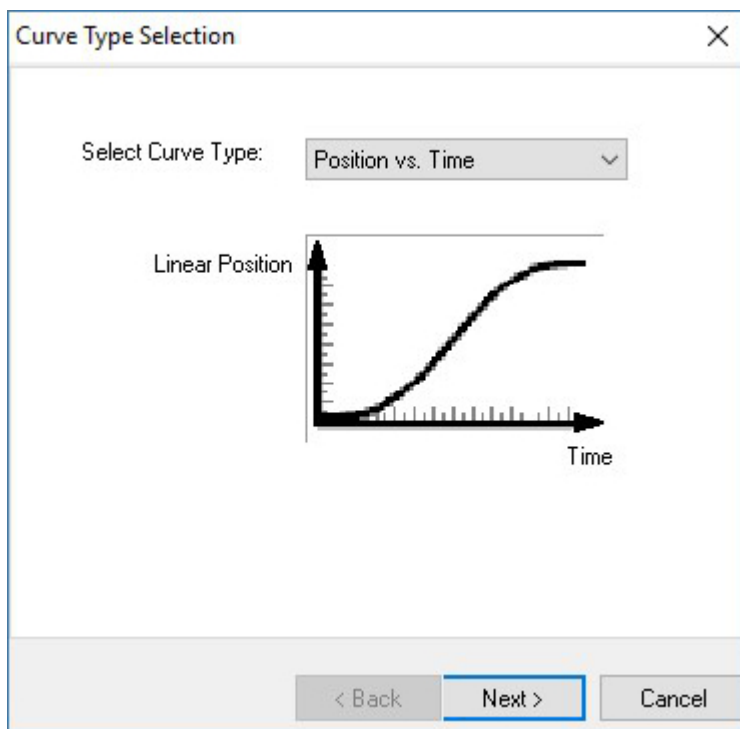 Curve Type Selection
Select Curve Type:
Position vs. Time
Linear Position
Time
< Back
Next >
Cancel